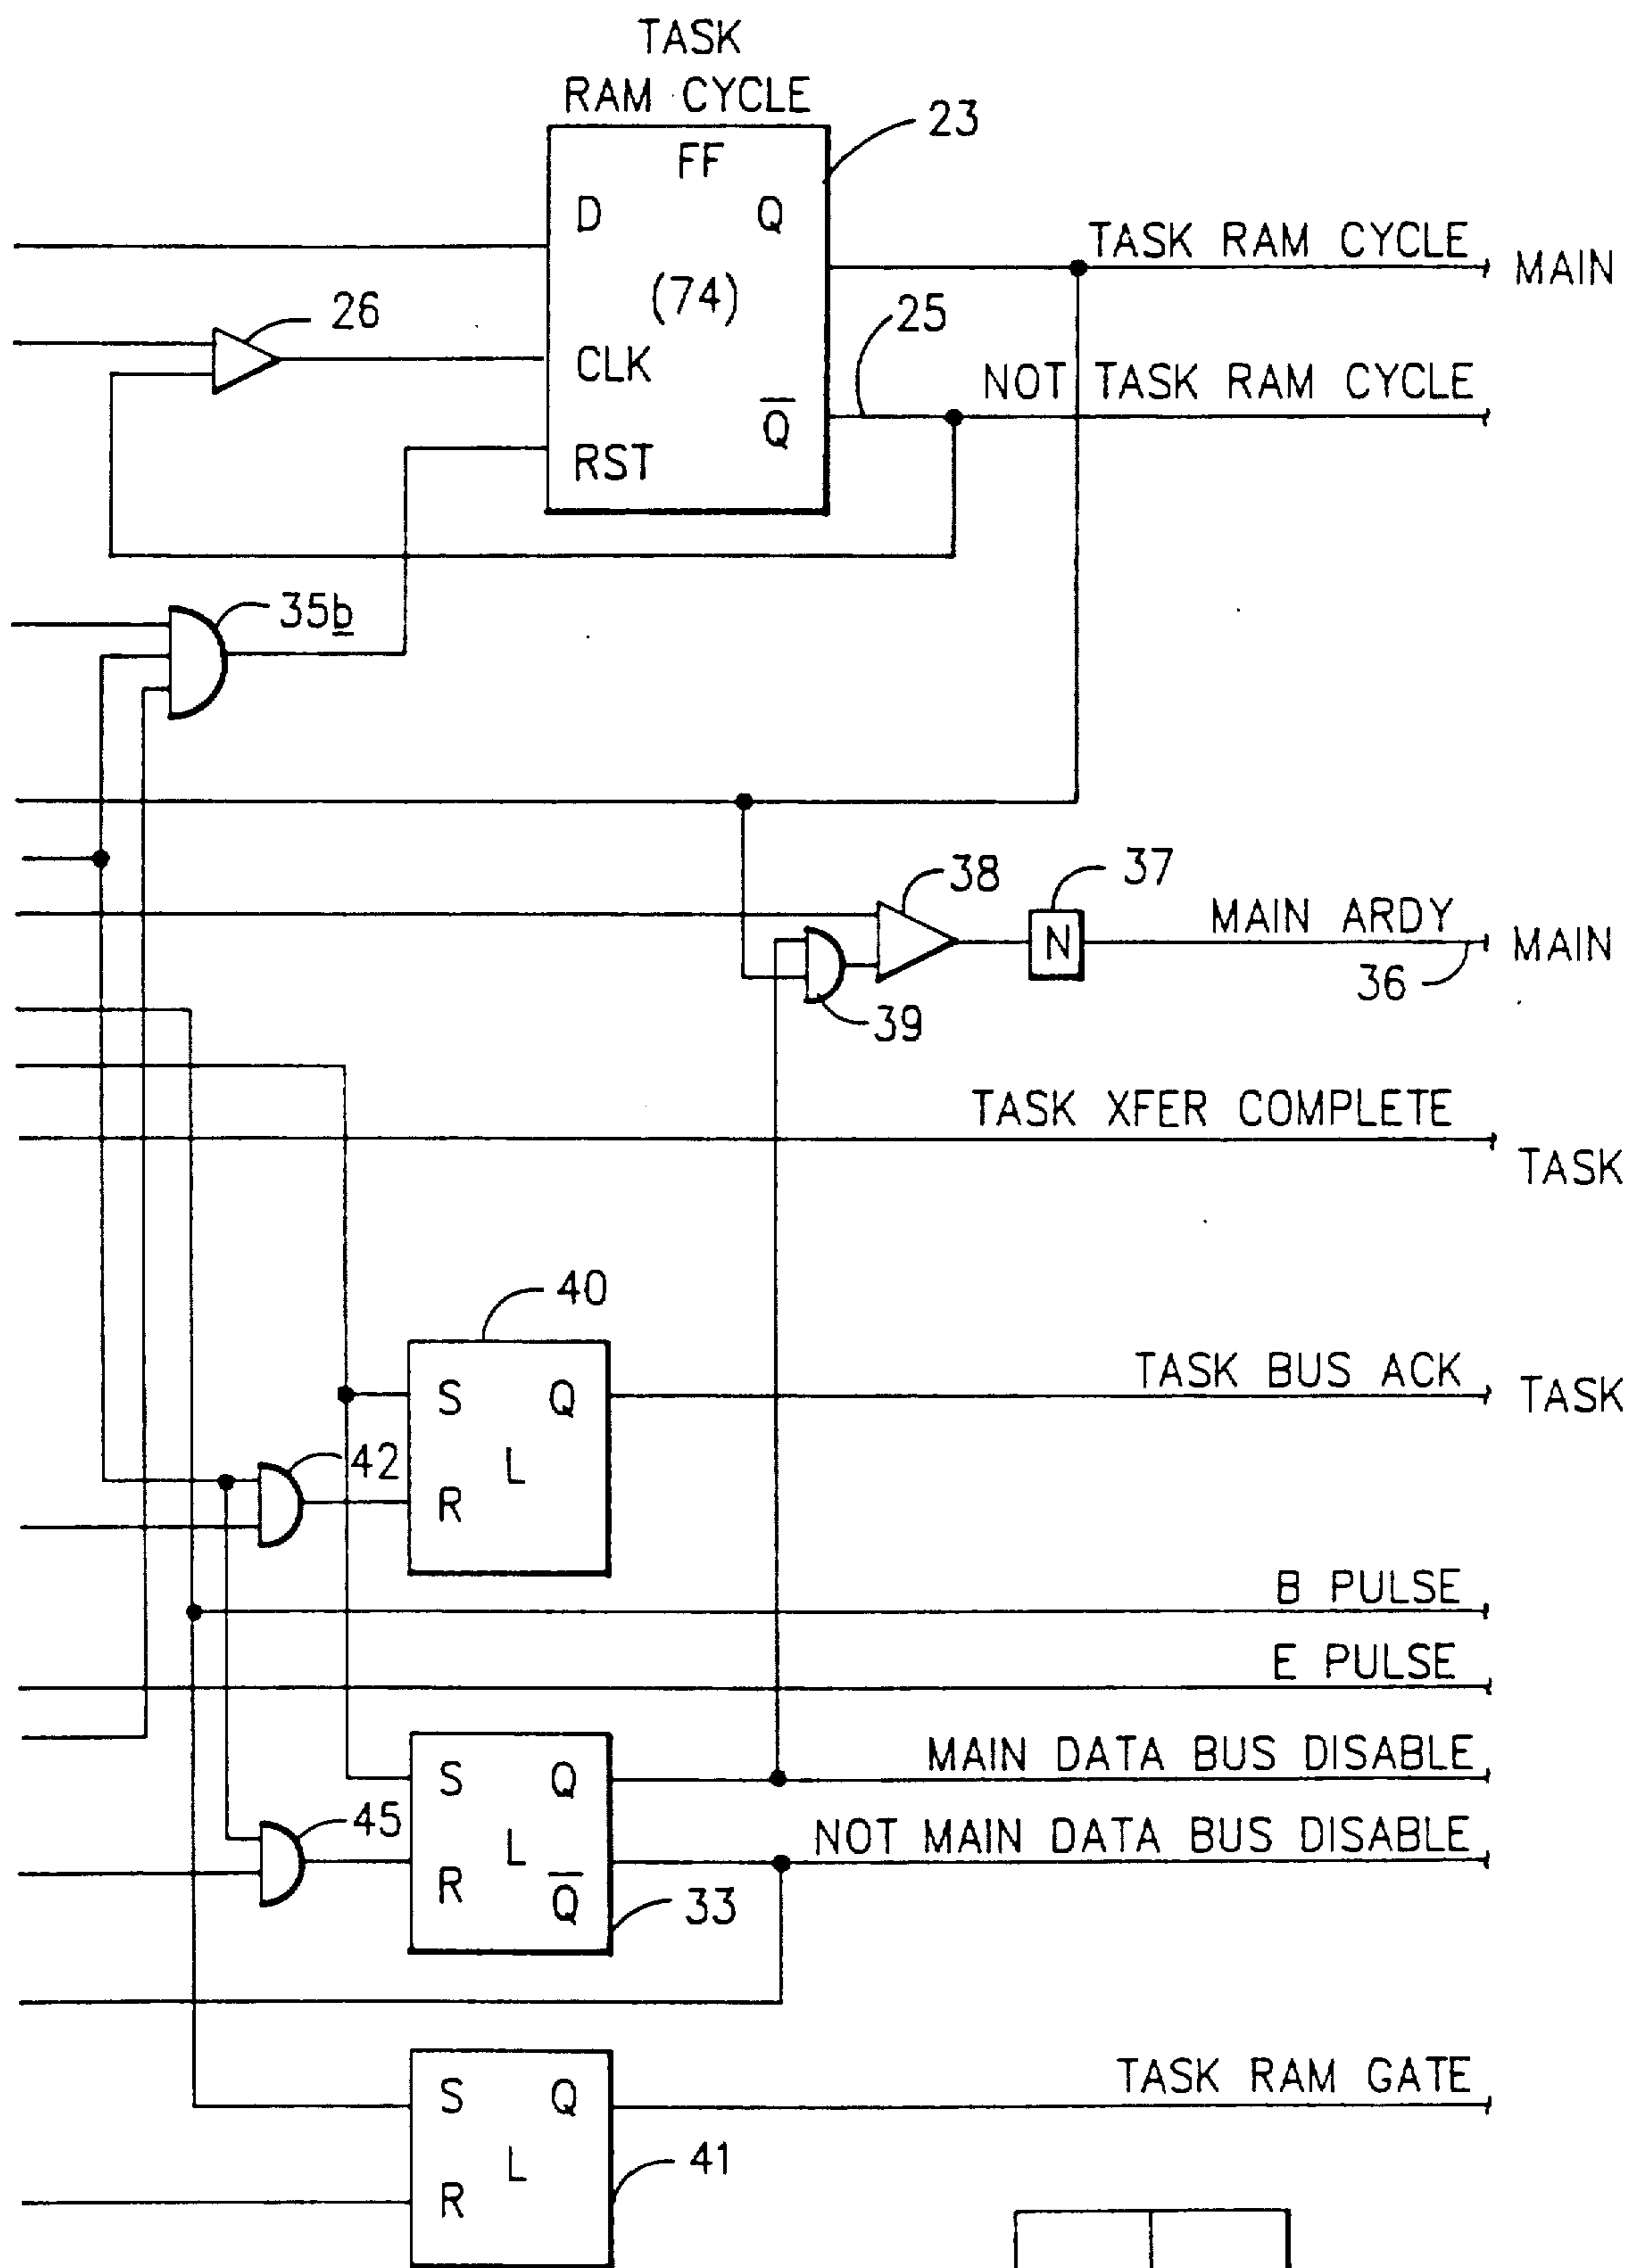 TASK
RAM CYCLE
23
FF
D Q
TASK RAM CYCLE
MAIN
(74)
26
25
CLK
NOT TASK RAM CYCLE
Q̅
RST
35b
38
37
MAIN ARDY
N
MAIN
36
39
TASK XFER COMPLETE
TASK
40
TASK BUS ACK
S Q
TASK
42
L
R
B PULSE
E PULSE
MAIN DATA BUS DISABLE
S Q
45
NOT MAIN DATA BUS DISABLE
L
R Q̅
33
TASK RAM GATE
S Q
L
41
R